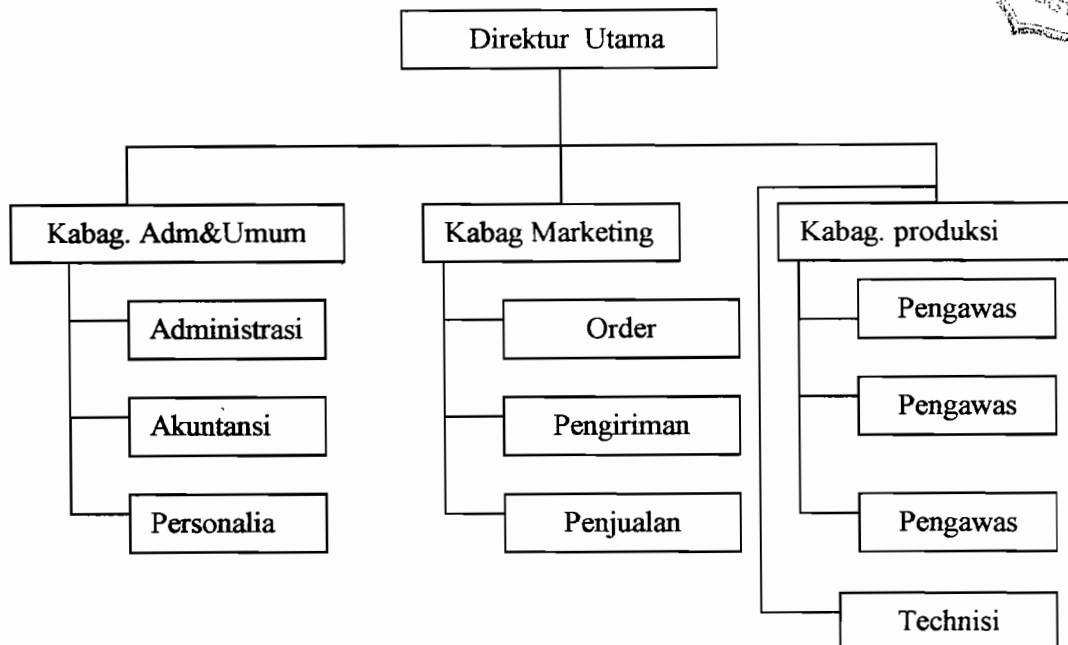 Direktur Utama
Kabag. Adm&Umum
Administrasi
Akuntansi
Personalia
Kabag Marketing
Order
Pengiriman
Penjualan
Kabag. produksi
Pengawas
Pengawas
Pengawas
Technisi